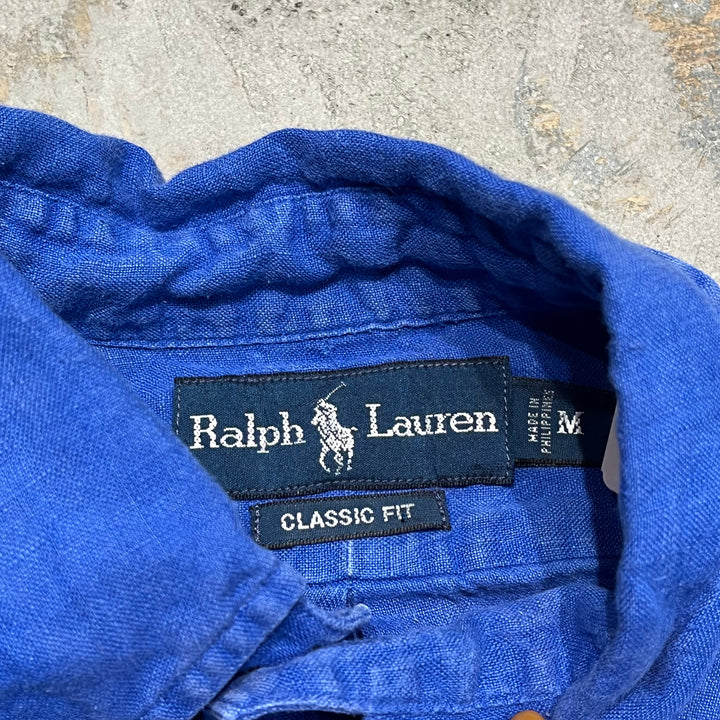 Ralph Lauren
MADE IN
PHILIPPINES
M
CLASSIC FIT